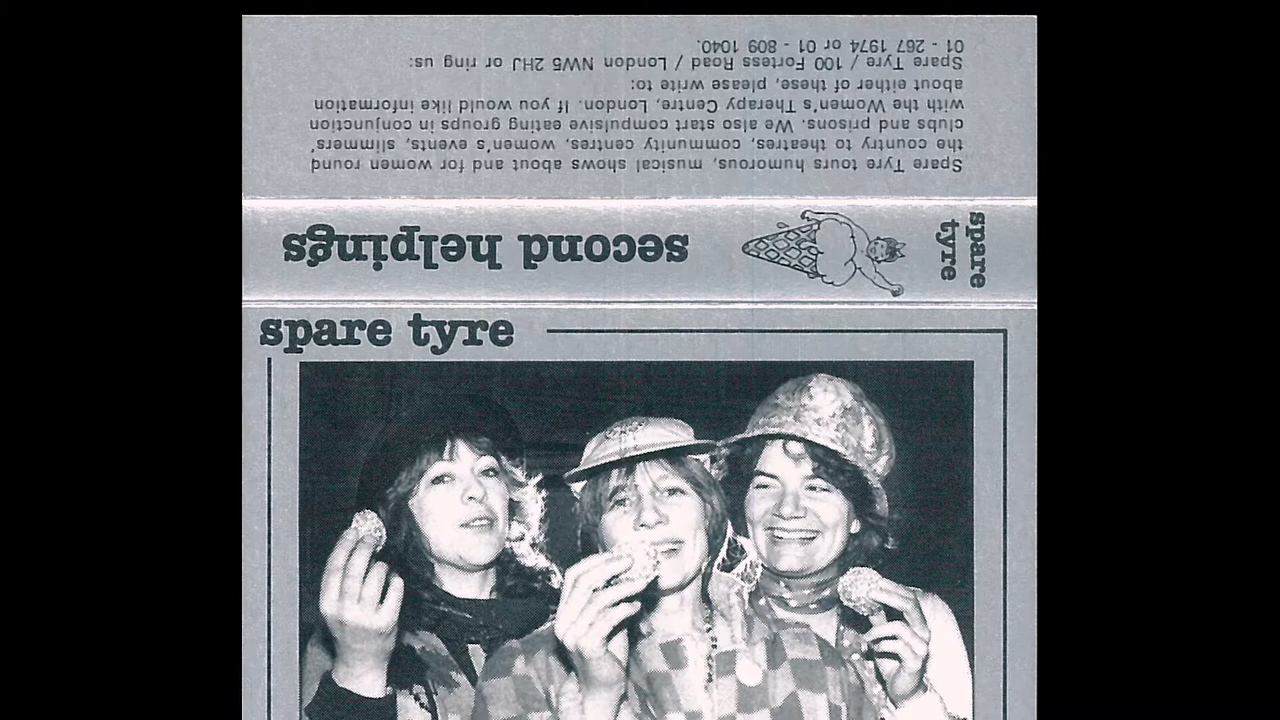 Spare Tyre tours humorous, musical shows about and for women round
the country to theatres, community centres, women's events, slimmers'
clubs and prisons. We also start compulsive eating groups in conjunction
with the Women's Therapy Centre, London. If you would like information
about either of these, please write to:
Spare Tyre / 100 Fortess Road / London NW5 2HJ or ring us:
01 - 267 1974 or 01 - 809 1040.
second helpings
spare
tyre
spare tyre